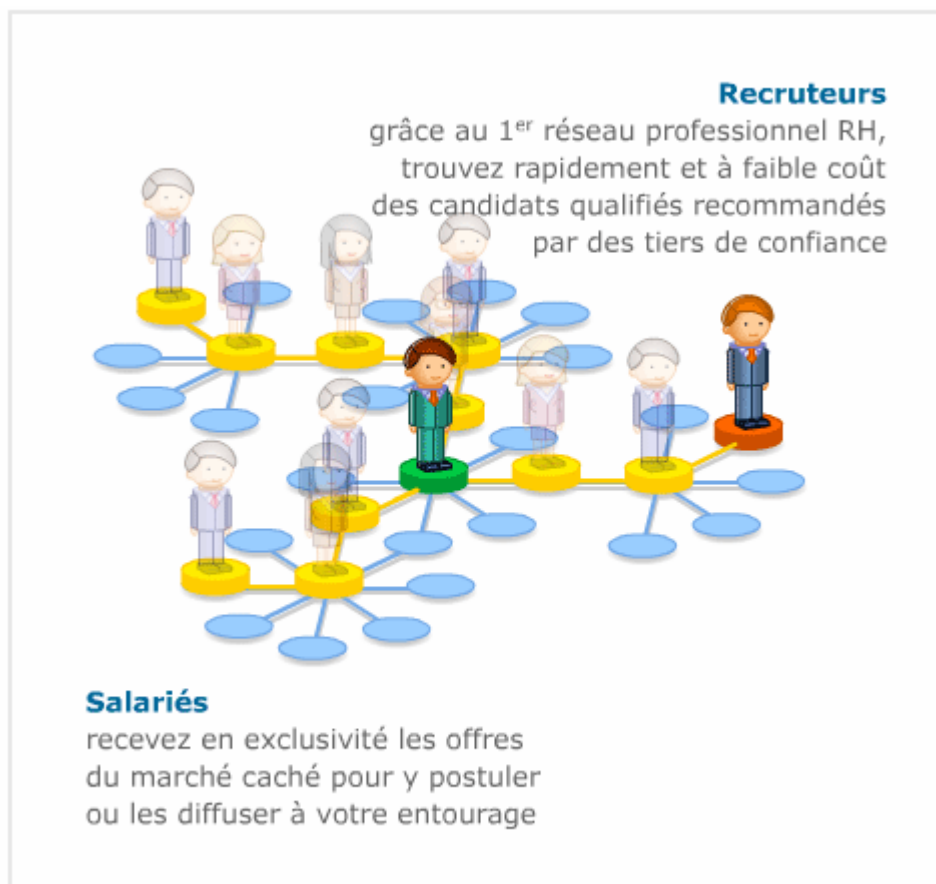 Recruteurs
grâce au 1er réseau professionnel RH,
trouvez rapidement et à faible coût
des candidats qualifiés recommandés
par des tiers de confiance
Salariés
recevez en exclusivité les offres
du marché caché pour y postuler
ou les diffuser à votre entourage